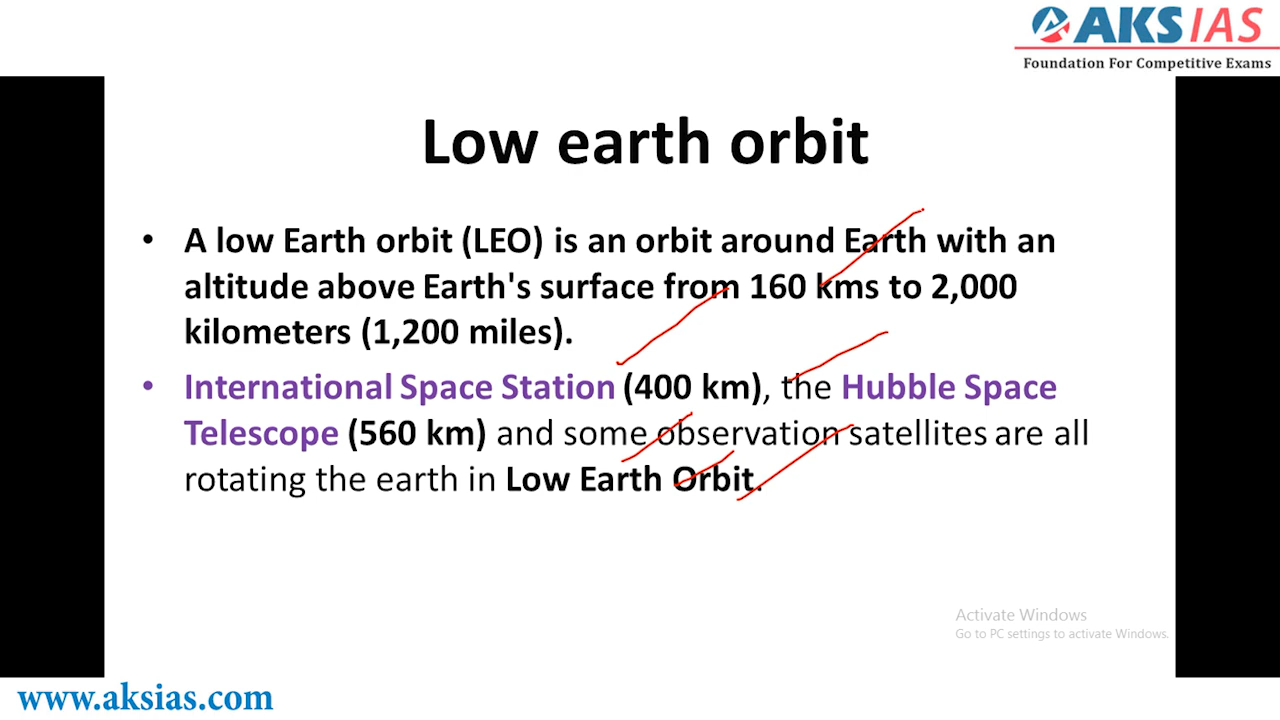 AKS IAS
Foundation For Competitive Exams
Low earth orbit
• A low Earth orbit (LEO) is an orbit around Earth with an
altitude above Earth's surface from 160 kms to 2,000
kilometers (1,200 miles).
• International Space Station (400 km), the Hubble Space
Telescope (560 km) and some observation satellites are all
rotating the earth in Low Earth Orbit.
Activate Windows
Go to PC settings to activate Windows.
www.aksias.com